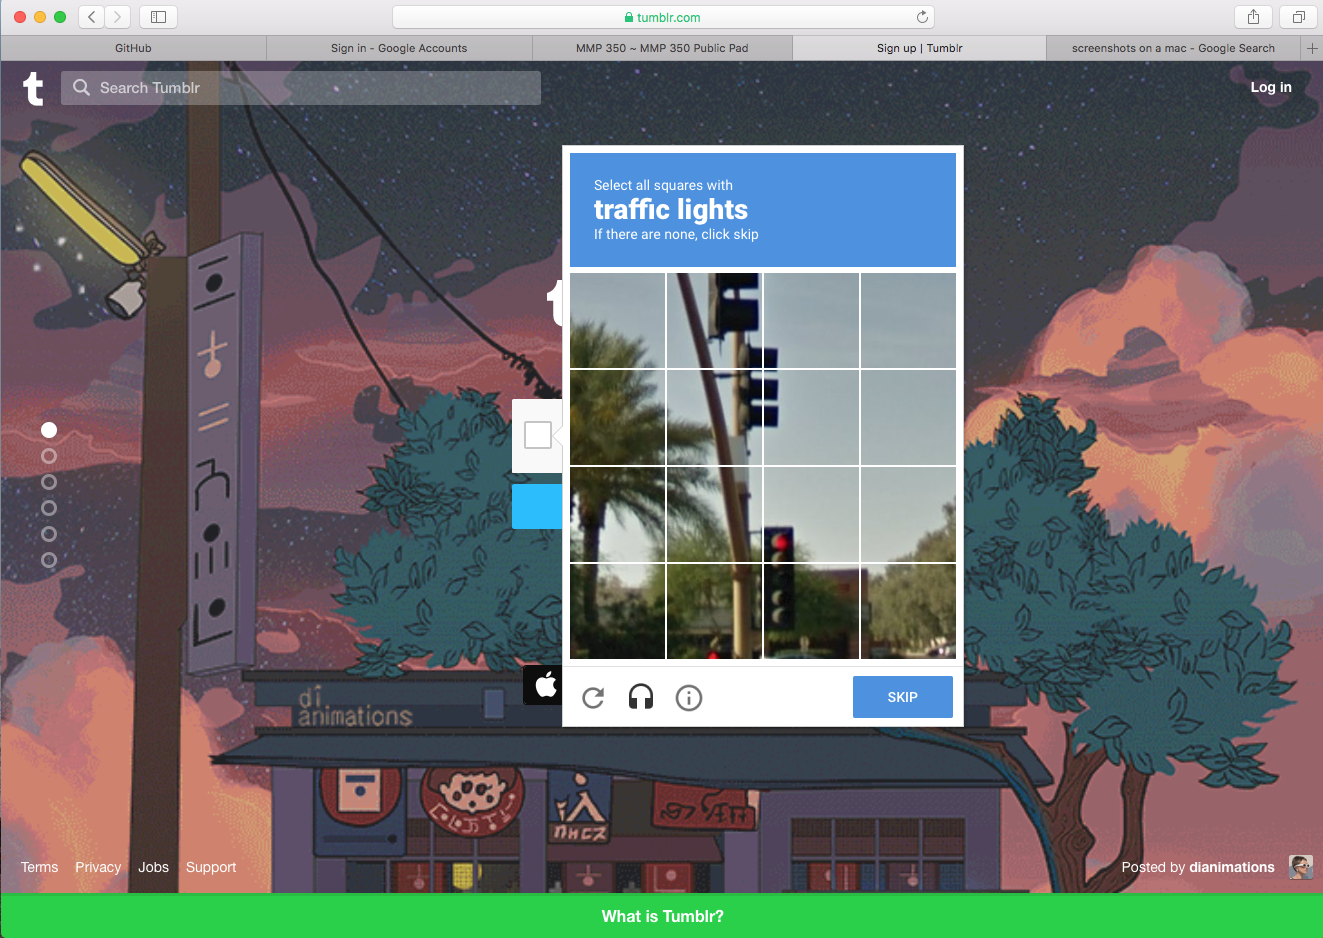 tumblr.com
GitHub
Sign in - Google Accounts
MMP 350 ~ MMP 350 Public Pad
Sign up | Tumblr
screenshots on a mac - Google Search
t
Search Tumblr
Log in
Select all squares with
traffic lights
If there are none, click skip
t
SKIP
di
animations
Terms
Privacy
Jobs
Support
Posted by dianimations
What is Tumblr?